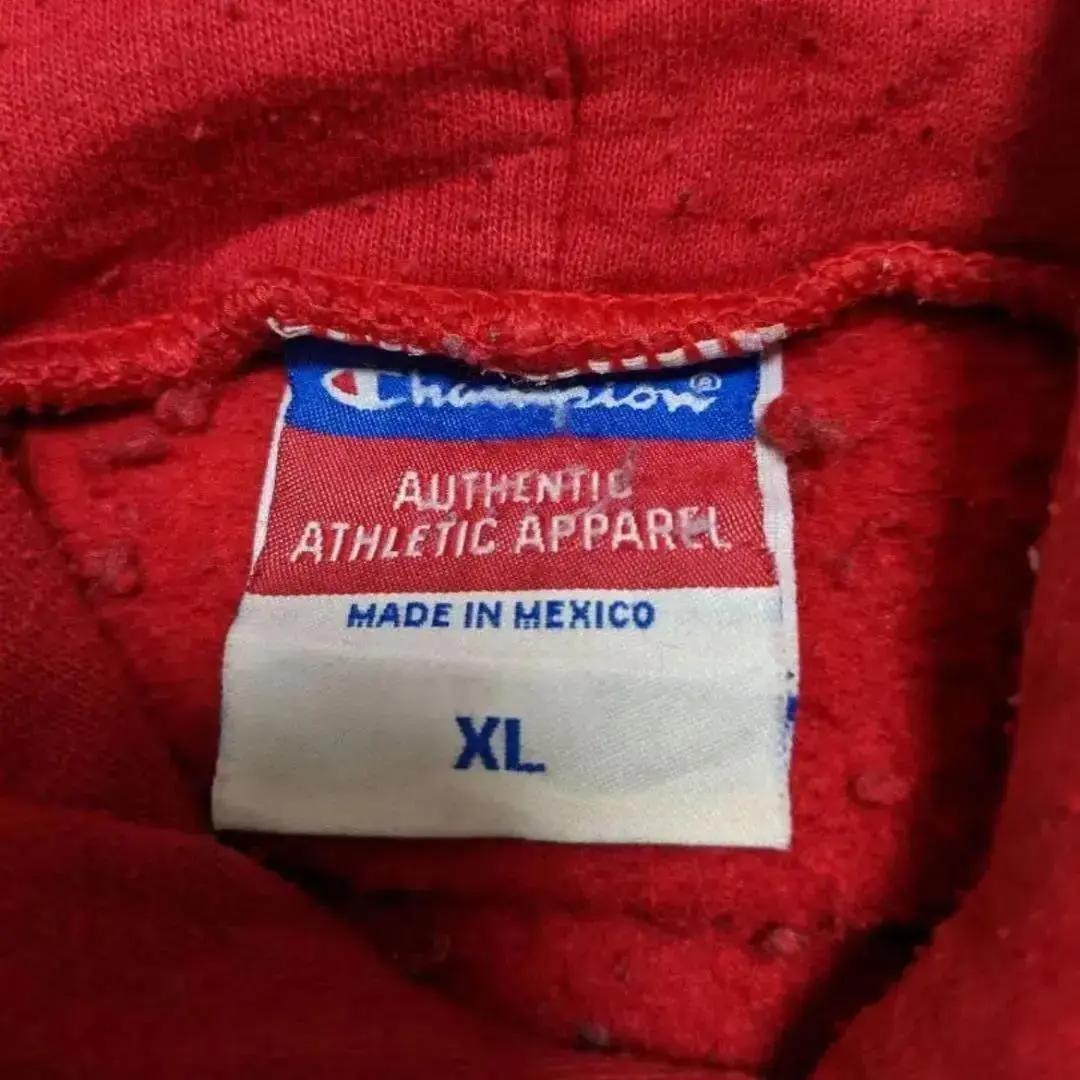 Champion®
AUTHENTIC
ATHLETIC APPAREL
MADE IN MEXICO
XL